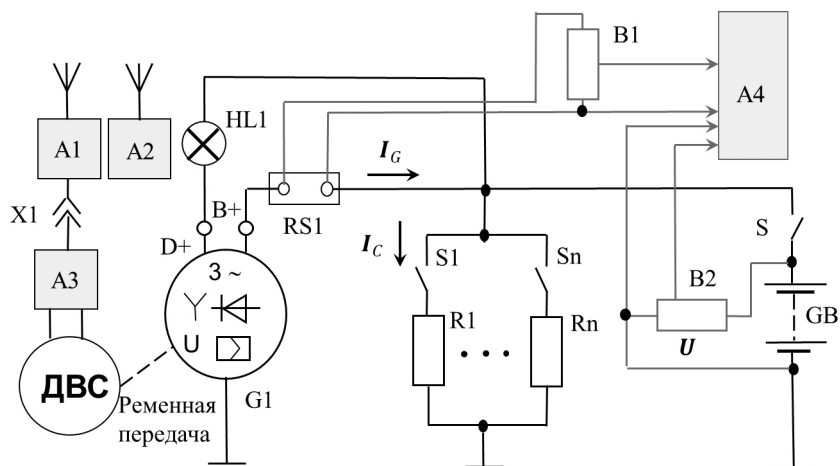 B1
A4
HL1
A1
A2
I_G
X1
B+
RS1
D+
I_C
S
A3
3 ~
S1
Sn
B2
GB
U
R1
Rn
U
ДВС
G1
Ременная
передача